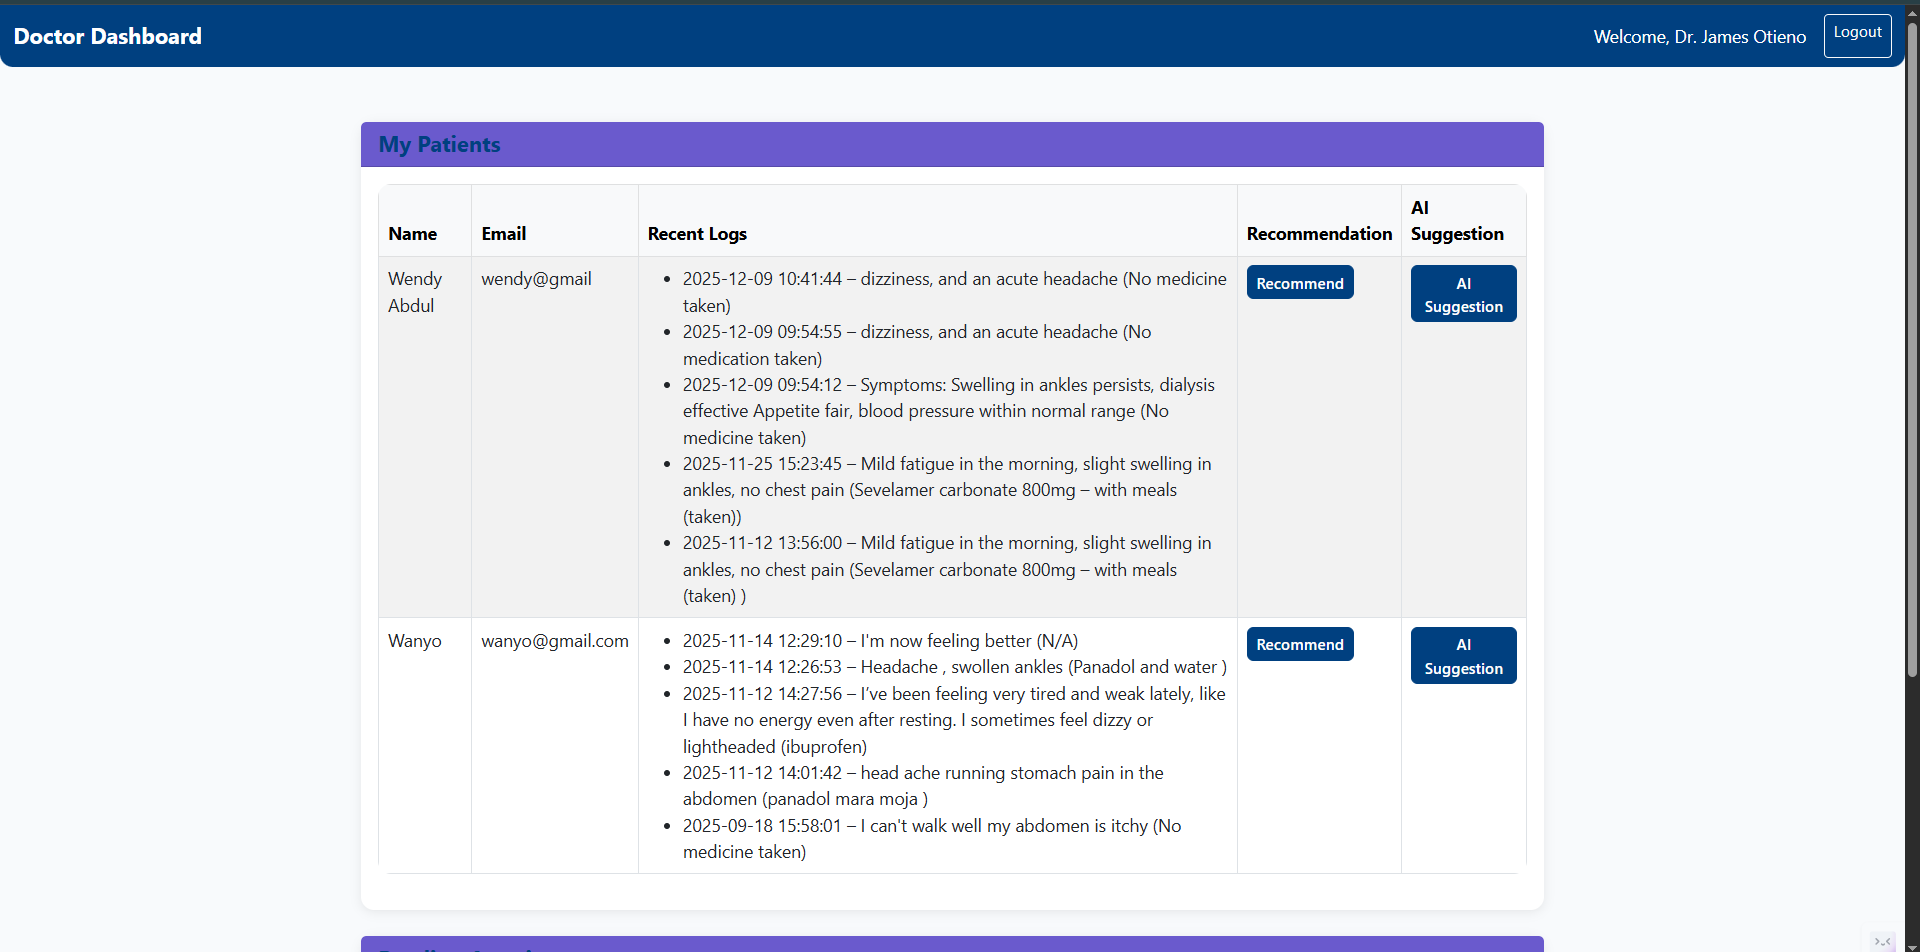 Doctor Dashboard
Welcome, Dr. James Otieno
Logout
My Patients
Name
Email
Recent Logs
Recommendation
AI
Suggestion
Wendy
Abdul
wendy@gmail
• 2025-12-09 10:41:44 – dizziness, and an acute headache (No medicine
taken)
• 2025-12-09 09:54:55 – dizziness, and an acute headache (No
medication taken)
• 2025-12-09 09:54:12 – Symptoms: Swelling in ankles persists, dialysis
effective Appetite fair, blood pressure within normal range (No
medicine taken)
• 2025-11-25 15:23:45 – Mild fatigue in the morning, slight swelling in
ankles, no chest pain (Sevelamer carbonate 800mg – with meals
(taken))
• 2025-11-12 13:56:00 – Mild fatigue in the morning, slight swelling in
ankles, no chest pain (Sevelamer carbonate 800mg – with meals
(taken) )
Recommend
AI
Suggestion
Wanyo
wanyo@gmail.com
• 2025-11-14 12:29:10 – I'm now feeling better (N/A)
• 2025-11-14 12:26:53 – Headache , swollen ankles (Panadol and water )
• 2025-11-12 14:27:56 – I’ve been feeling very tired and weak lately, like
I have no energy even after resting. I sometimes feel dizzy or
lightheaded (ibuprofen)
• 2025-11-12 14:01:42 – head ache running stomach pain in the
abdomen (panadol mara moja )
• 2025-09-18 15:58:01 – I can't walk well my abdomen is itchy (No
medicine taken)
Recommend
AI
Suggestion